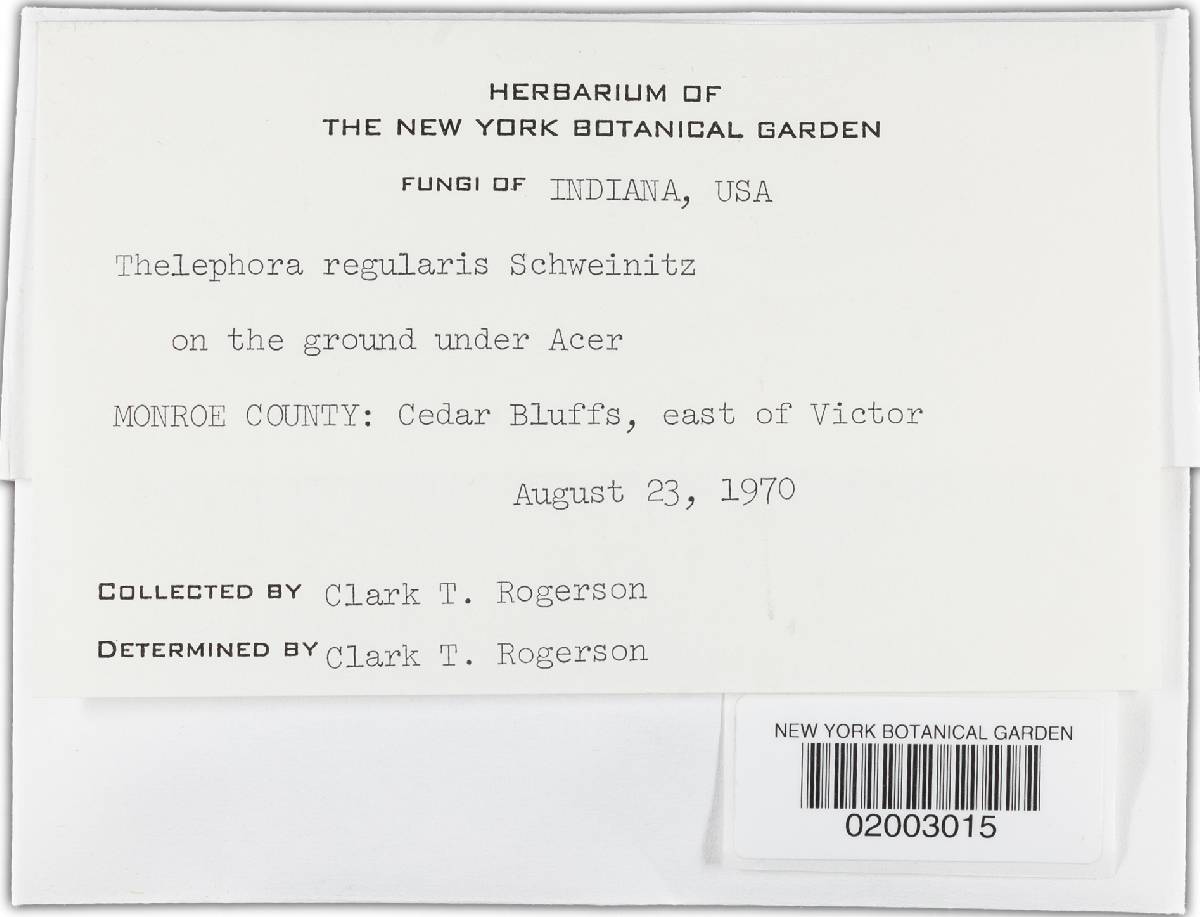 HERBARIUM OF
THE NEW YORK BOTANICAL GARDEN
FUNGI OF INDIANA, USA
Thelephora regularis Schweinitz
on the ground under Acer
MONROE COUNTY: Cedar Bluffs, east of Victor
August 23, 1970
COLLECTED BY Clark T. Rogerson
DETERMINED BY Clark T. Rogerson
NEW YORK BOTANICAL GARDEN
02003015